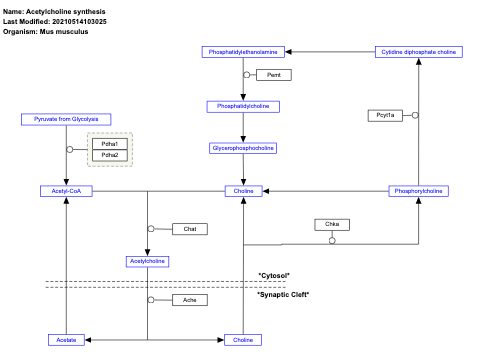 Name: Acetylcholine synthesis
Last Modified: 20210514103025
Organism: Mus musculus
Phosphatidylethanolamine
Cytidine diphosphate choline
Pemt
Phosphatidylcholine
Pcyt1a
Pyruvate from Glycolysis
Pdha1
Pdha2
Glycerophosphocholine
Acetyl-CoA
Choline
Phosphorylcholine
Chat
Chka
Acetylcholine
*Cytosol*
*Synaptic Cleft*
Ache
Acetate
Choline